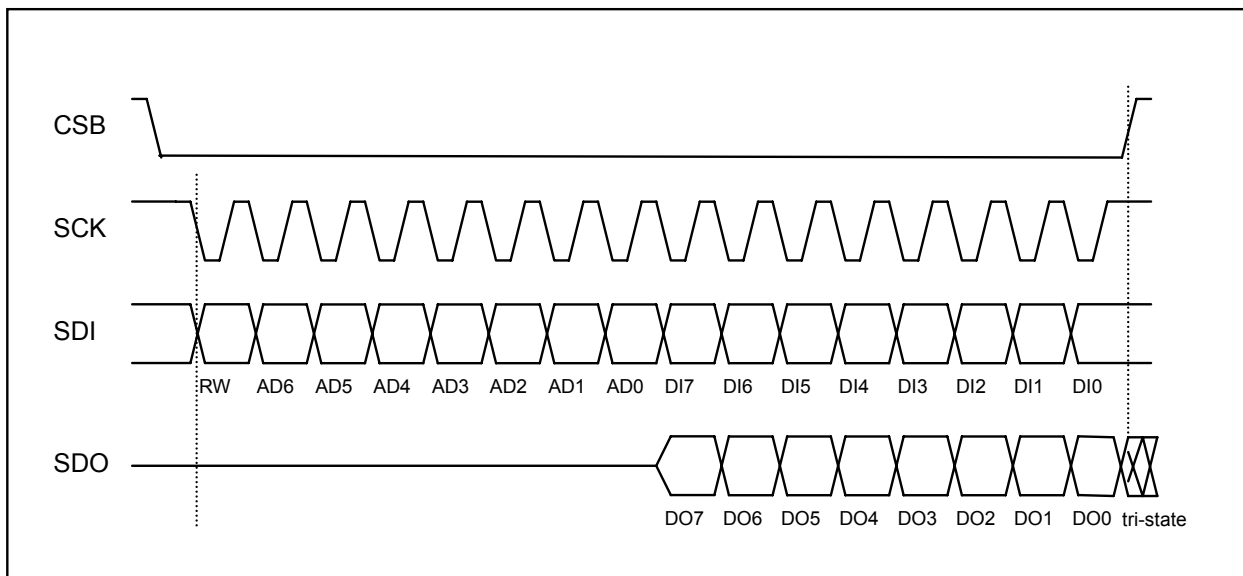 CSB
SCK
SDI
RW AD6 AD5 AD4 AD3 AD2 AD1 AD0 DI7 DI6 DI5 DI4 DI3 DI2 DI1 DI0
SDO
DO7 DO6 DO5 DO4 DO3 DO2 DO1 DO0 tri-state